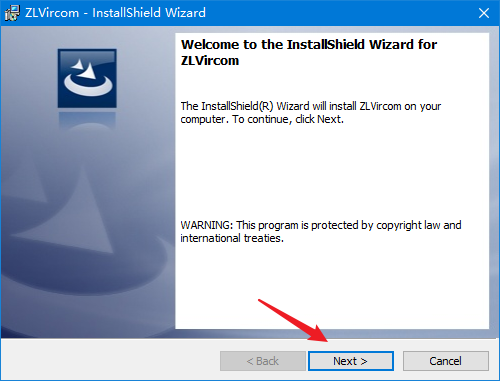 ZLVircom - InstallShield Wizard
Welcome to the InstallShield Wizard for
ZLVircom
The InstallShield(R) Wizard will install ZLVircom on your
computer. To continue, click Next.
WARNING: This program is protected by copyright law and
international treaties.
< Back
Next >
Cancel